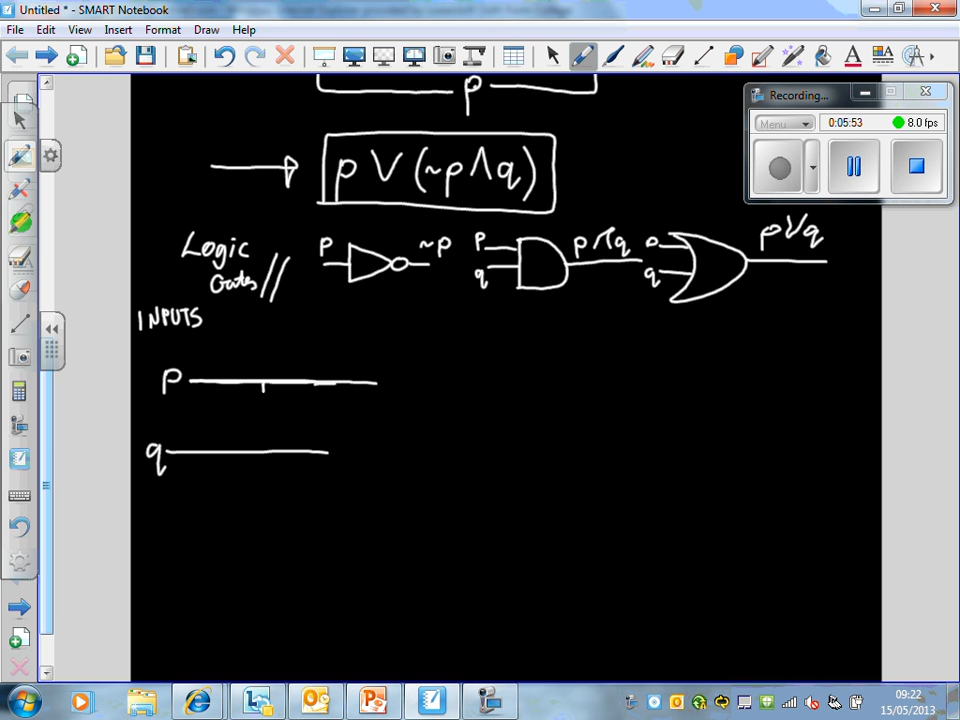 Untitled * - SMART Notebook
File Edit View Insert Format Draw Help
Recording...
Menu
0:05:53
8.0 fps
p
p ∨ (~p ∧ q)
Logic Gates //
p ~p
p q p ∧ q
q p ∨ q
INPUTS
p
q
09:22
15/05/2013